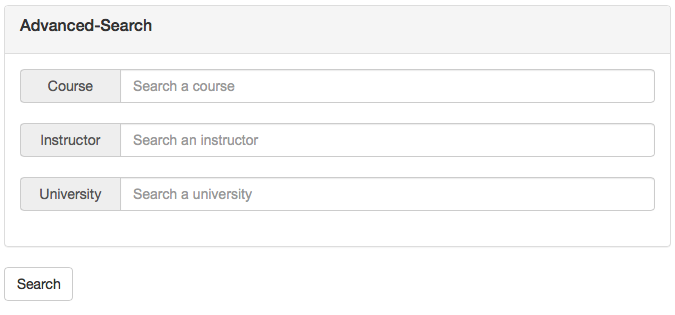 Advanced-Search
Course Search a course
Instructor Search an instructor
University Search a university
Search